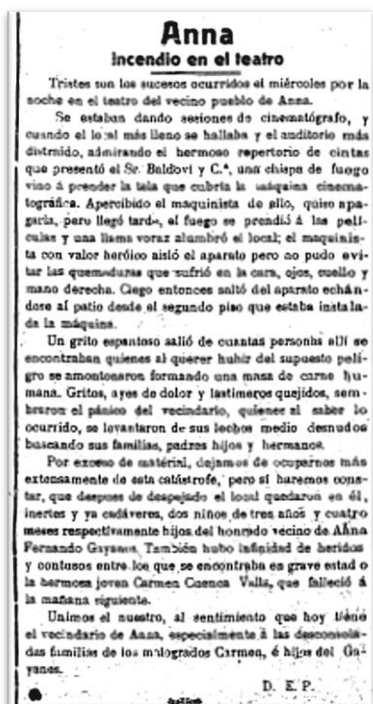 Anna
Incendio en el teatro
Tristes son los sucesos ocurridos el miércoles por la
noche en el teatro del vecino pueblo de Anna.
Se estaban dando sesiones de cinematógrafo, y
cuando el local más lleno se hallaba y el auditorio más
distraido, admirando el hermoso repertorio de cintas
que presentó el Sr. Baldoví y C.ª, una chispa de fuego
vino á prender la tela que cubría la máquina cinema-
tográfica. Apercibido el maquinista de ello, quiso apa-
garla, pero llegó tarde, el fuego se prendió á las pelí-
culas y una llama voraz alumbró el local; el maquinis-
ta con valor heróico aisló el aparato pero no pudo evi-
tar las quemaduras que sufrió en la cara, ojos, cuello y
mano derecha. Ciego entonces saltó del aparato echán-
dose al patio desde el segundo piso que estaba instala-
da la máquina.
Un grito espantoso salió de cuantas personhs allí se
encontraban quienes al querer huhir del supuesto peli-
gro se amontonaron formando una masa de carne hu-
mana. Gritos, ayes de dolor y lastimeros quejidos, sem-
braron el pánico del vecindario, quienes al saber lo
ocurrido, se levantaron de sus lechos medio desnudos
buscando sus familias, padres hijos y hermanos.
Por exceso de matérial, dejamos de ocuparnos más
extensamente de esta catástrofe, pero sí haremos cons-
tar, que despues de despejado el local quedaron en él,
inertes y ya cadáveres, dos niños de tres años y cuatro
meses respectivamente hijos del honrado vecino de Anna
Fernando Gayanes. También hubo infinidad de heridos
y contusos entre los que se encontraba en grave estad o
la hermosa joven Carmen Cuenca Valls, que falleció á
la mañana siguiente.
Unimos el nuestro, al sentimiento que hoy tiene
el vecindario de Anna, especialmente á las desconsola-
das familias de los malogrados Carmen, é hijos del Ga-
yanes.
D. E. P.